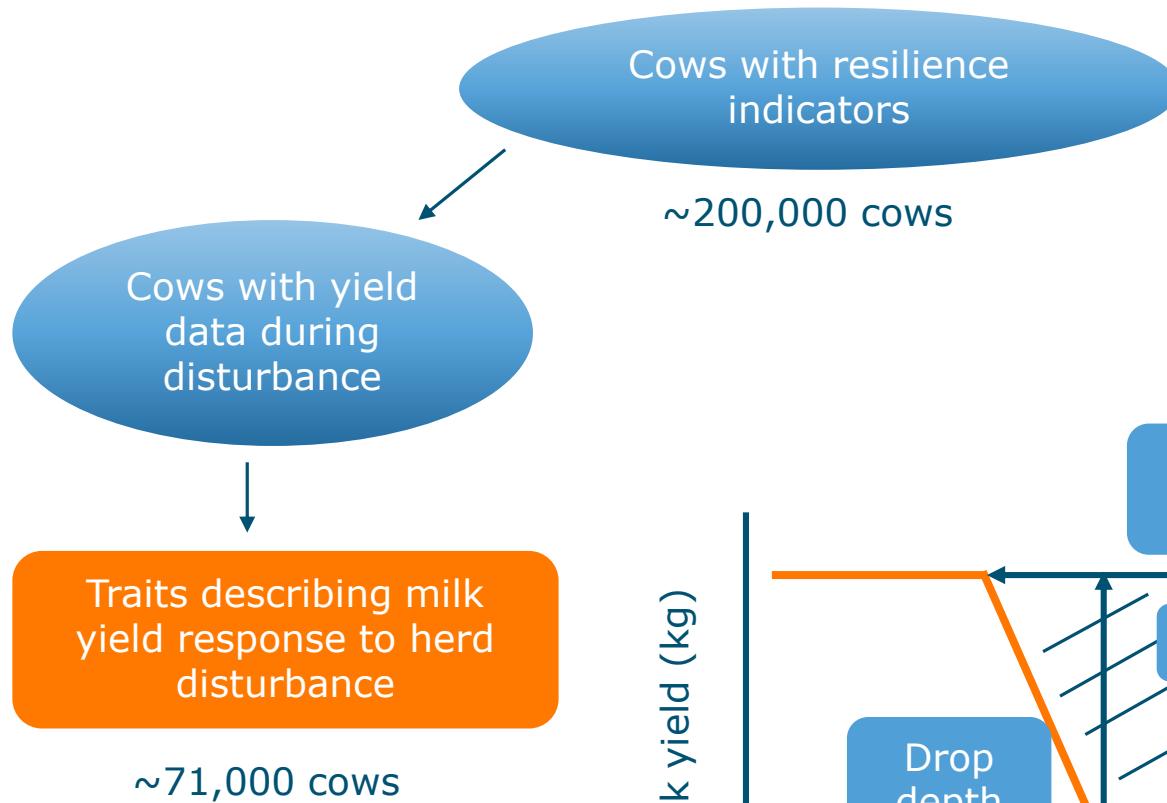 Cows with resilience
indicators
~200,000 cows
Cows with yield
data during
disturbance
Traits describing milk
yield response to herd
disturbance
~71,000 cows
k yield (kg)
Drop
depth